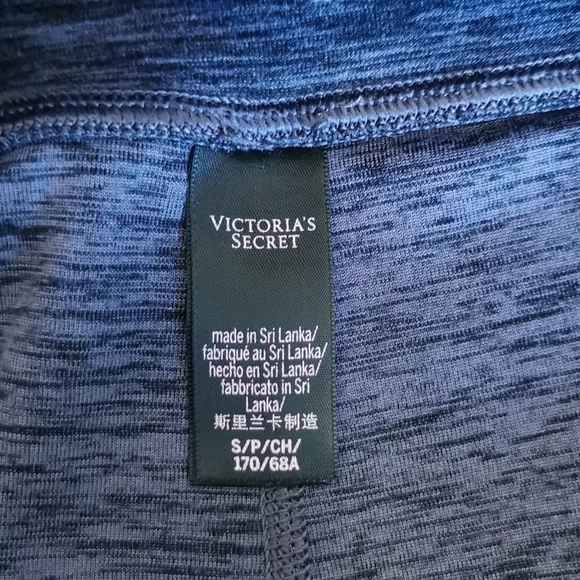 VICTORIA'S
SECRET
made in Sri Lanka/
fabriqué au Sri Lanka/
hecho en Sri Lanka/
fabbricato in Sri
Lanka/
斯里兰卡制造
S/P/CH/
170/68A